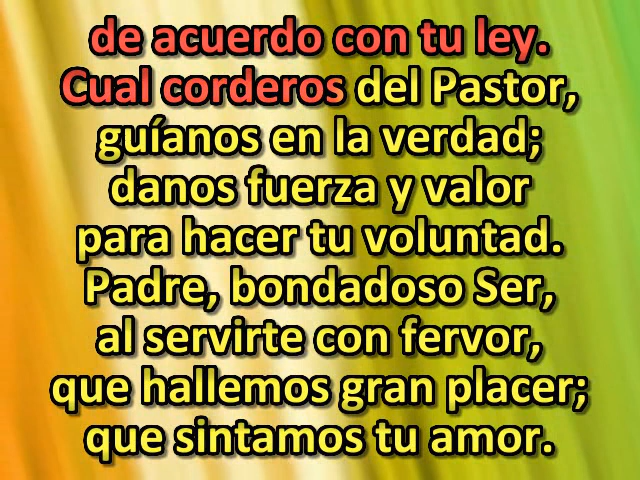 de acuerdo con tu ley.
Cual corderos del Pastor,
guíanos en la verdad;
danos fuerza y valor
para hacer tu voluntad.
Padre, bondadoso Ser,
al servirte con fervor,
que hallemos gran placer;
que sintamos tu amor.